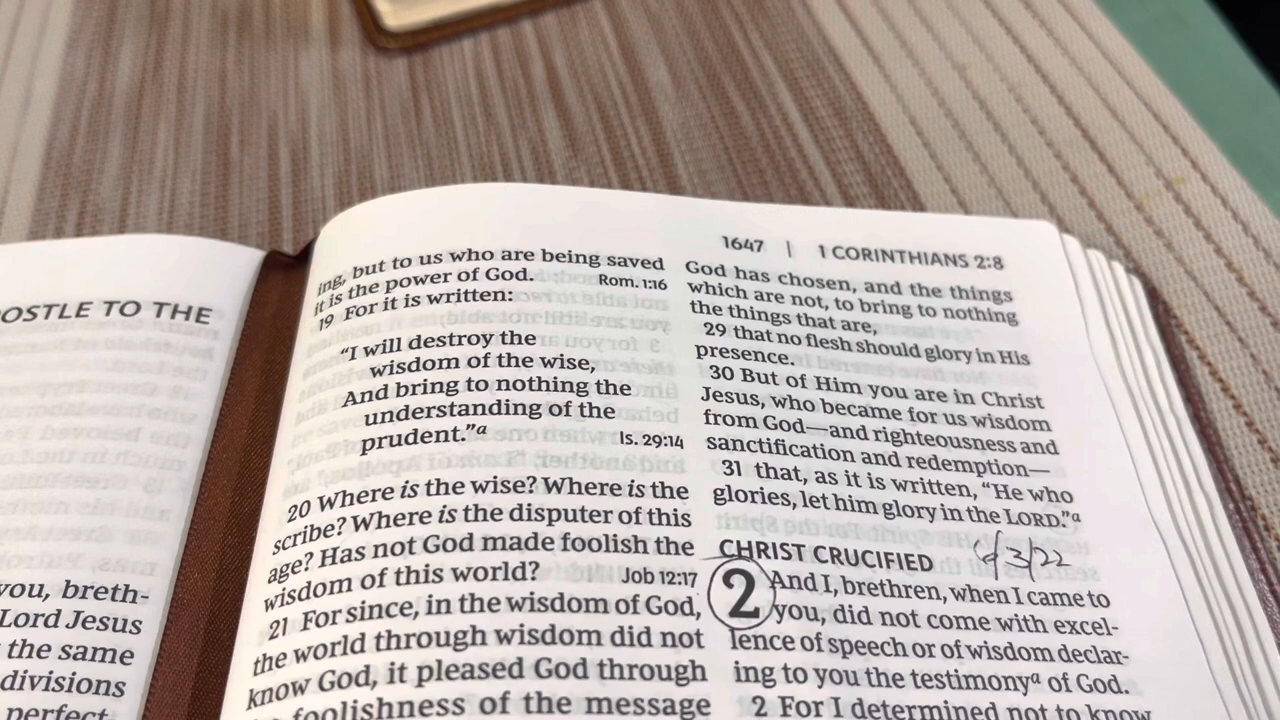 OSTLE TO THE
you, breth-
Lord Jesus
the same
divisions
perfect
ing, but to us who are being saved
it is the power of God. Rom. 1:16
19 For it is written:
“I will destroy the
wisdom of the wise,
And bring to nothing the
understanding of the
prudent.”a Is. 29:14
20 Where is the wise? Where is the
scribe? Where is the disputer of this
age? Has not God made foolish the
wisdom of this world? Job 12:17
21 For since, in the wisdom of God,
the world through wisdom did not
know God, it pleased God through
foolishness of the message
1647 | 1 CORINTHIANS 2:8
God has chosen, and the things
which are not, to bring to nothing
the things that are,
29 that no flesh should glory in His
presence.
30 But of Him you are in Christ
Jesus, who became for us wisdom
from God—and righteousness and
sanctification and redemption—
31 that, as it is written, “He who
glories, let him glory in the LORD.”a
CHRIST CRUCIFIED
2 And I, brethren, when I came to
you, did not come with excel-
lence of speech or of wisdom declar-
ing to you the testimonya of God.
2 For I determined not to know